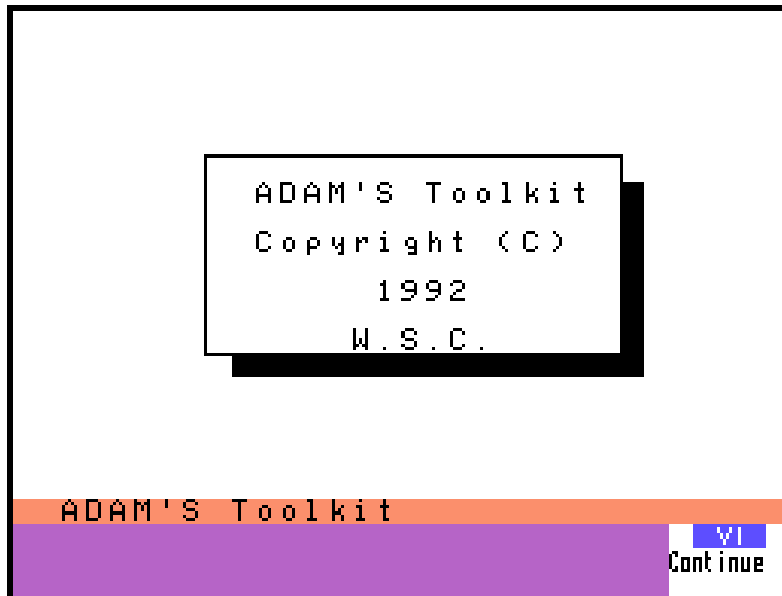 ADAM'S Toolkit
Copyright (C)
1992
W.S.C.
ADAM'S Toolkit
VI
Continue